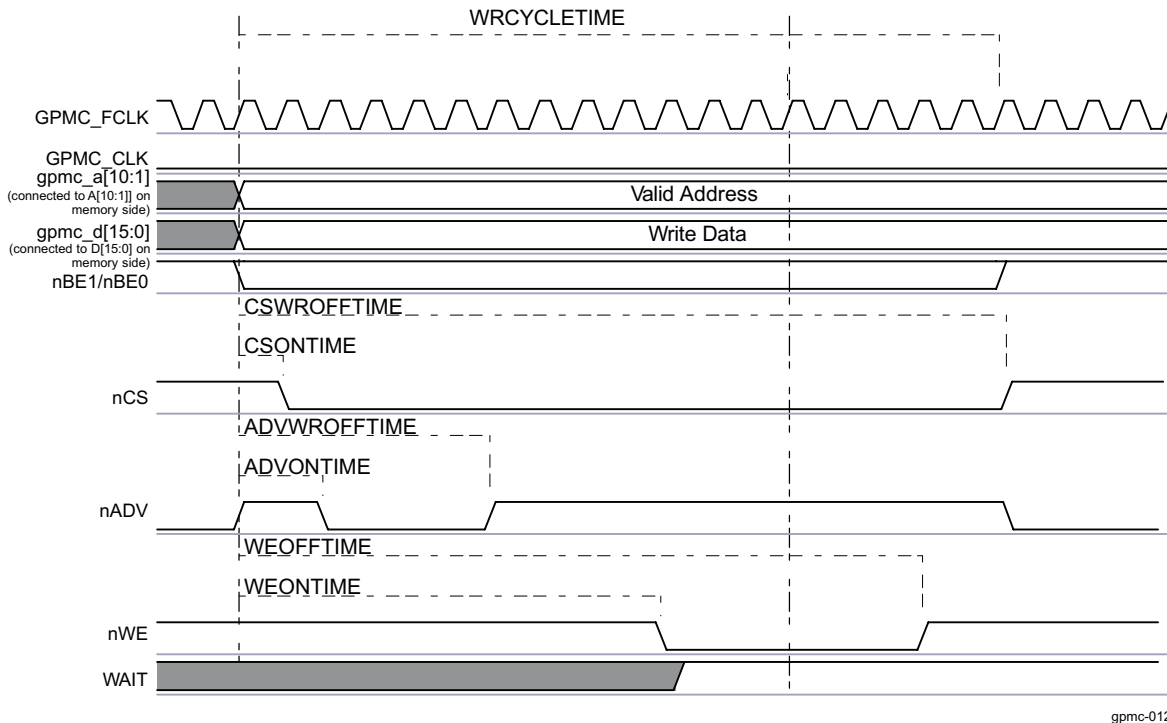 WRCYCLETIME
GPMC_FCLK
GPMC_CLK
gpmc_a[10:1]
(connected to A[10:1]] on
memory side)
Valid Address
gpmc_d[15:0]
(connected to D[15:0] on
memory side)
Write Data
nBE1/nBE0
CSWROFFTIME
CSONTIME
nCS
ADVWROFFTIME
ADVONTIME
nADV
WEOFFTIME
WEONTIME
nWE
WAIT
gpmc-012